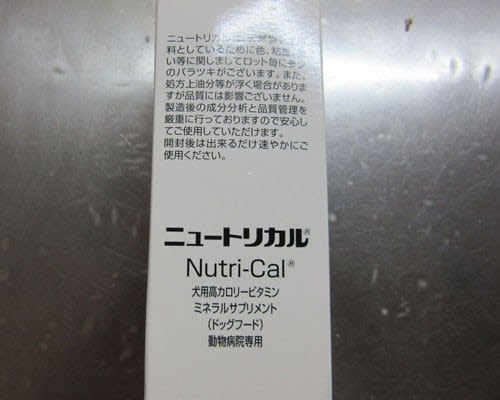 ニュートリカルは
料としているために色、粘
い等に関しましてロット毎に多少
のバラツキがございます。また、
処方上油分等が浮く場合がありま
すが品質には影響ございません。
製造後の成分分析と品質管理を
厳重に行っておりますので安心し
てご使用していただけます。
開封後は出来るだけ速やかにご
使用ください。
ニュートリカル®
Nutri-Cal®
犬用高カロリービタミン
ミネラルサプリメント
（ドッグフード）
動物病院専用